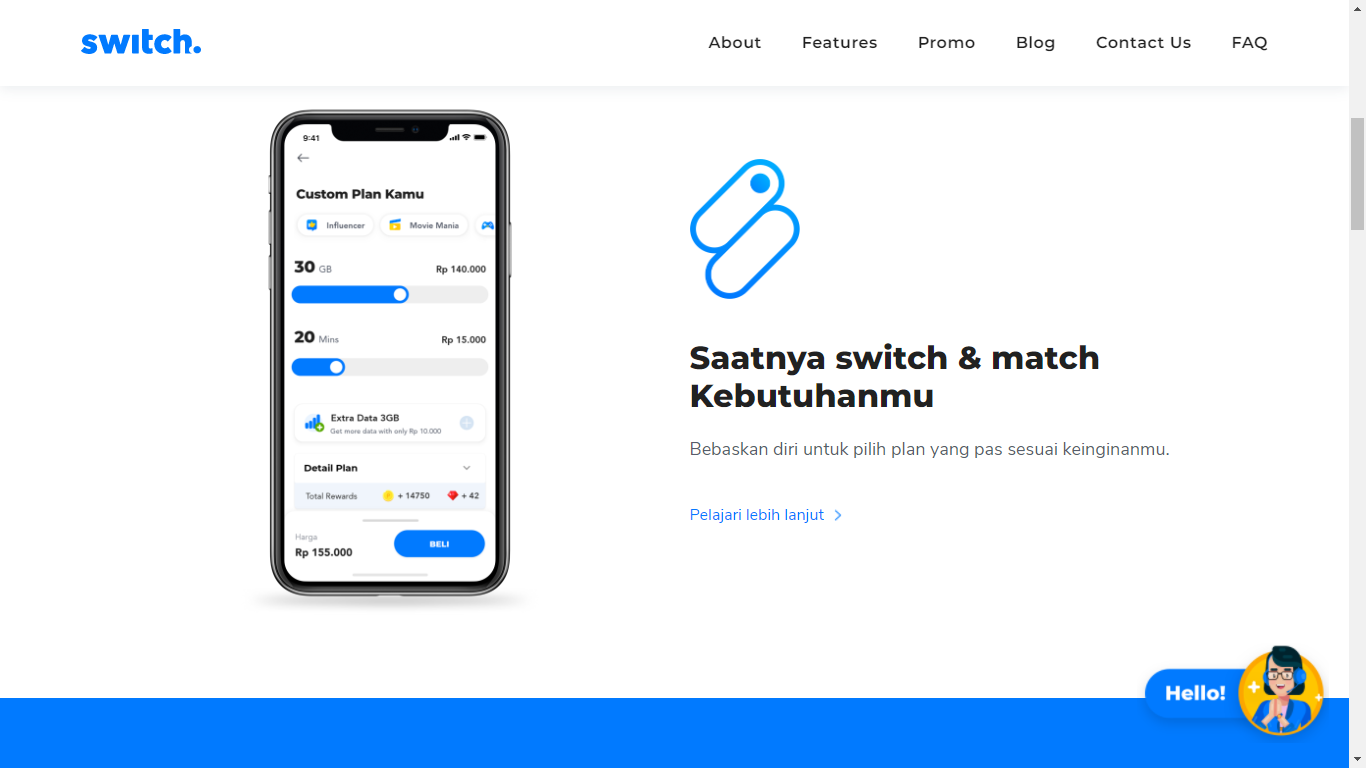 switch.
About Features Promo Blog Contact Us FAQ
9:41
Custom Plan Kamu
Influencer Movie Mania
30 GB Rp 140.000
20 Mins Rp 15.000
Extra Data 3GB
Get more data with only Rp 10.000
Detail Plan
Total Rewards + 14750 + 42
Harga
Rp 155.000
BELI
Saatnya switch & match
Kebutuhanmu
Bebaskan diri untuk pilih plan yang pas sesuai keinginanmu.
Pelajari lebih lanjut
Hello!